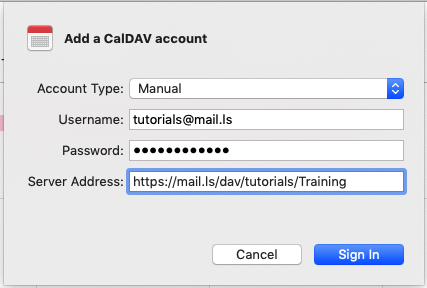 Add a CalDAV account
Account Type: Manual
Username: tutorials@mail.ls
Password: ●●●●●●●●●●●●
Server Address: https://mail.ls/dav/tutorials/Training
Cancel Sign In